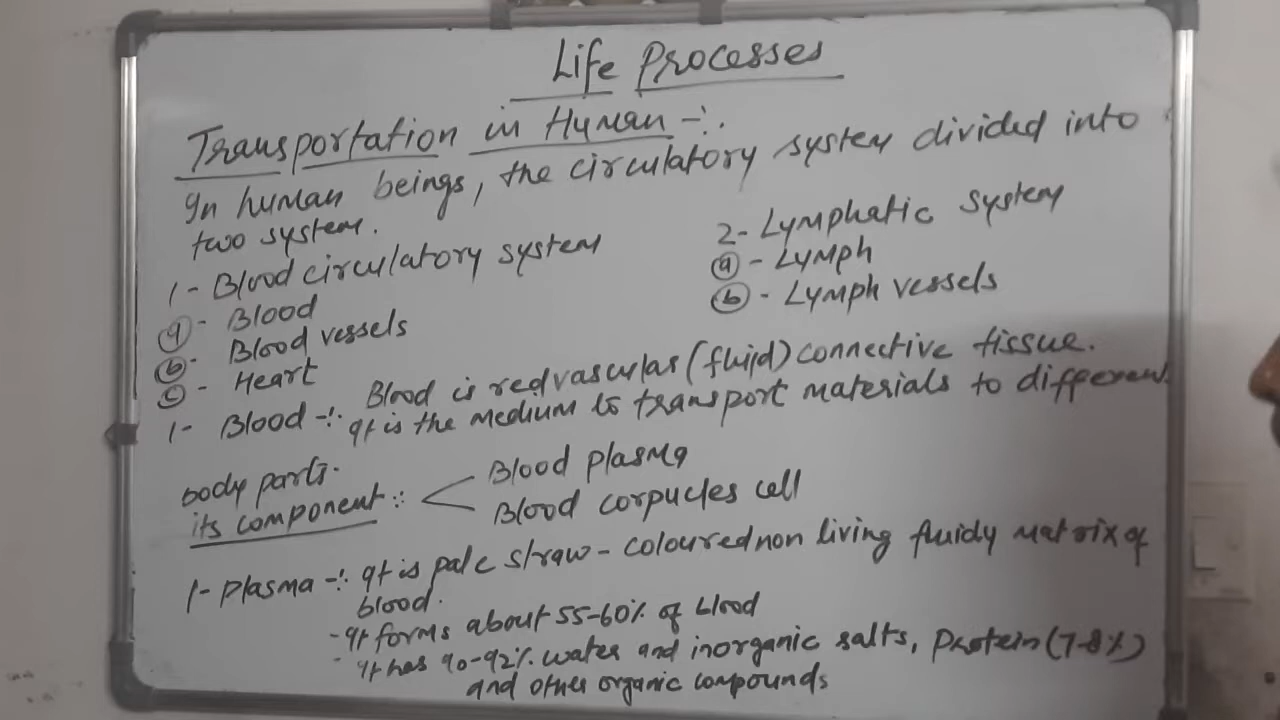 Life Processes
Transportation in Human -:.
In human beings, the circulatory system divided into
two system.
1- Blood circulatory system
(a) - Blood
(b) - Blood vessels
(c) - Heart
2- Lymphatic system
(a) - Lymph
(b) - Lymph vessels
1- Blood -:. Blood is red vascular (fluid) connective tissue.
It is the medium to transport materials to different
body parts.
its component :: Blood plasma
Blood corpucles cell
1- Plasma -:. It is pale straw-coloured non living fluidy matrix of
blood.
- It forms about 55-60% of blood
- It has 90-92% water and inorganic salts, Protein (7-8%)
and other organic compounds